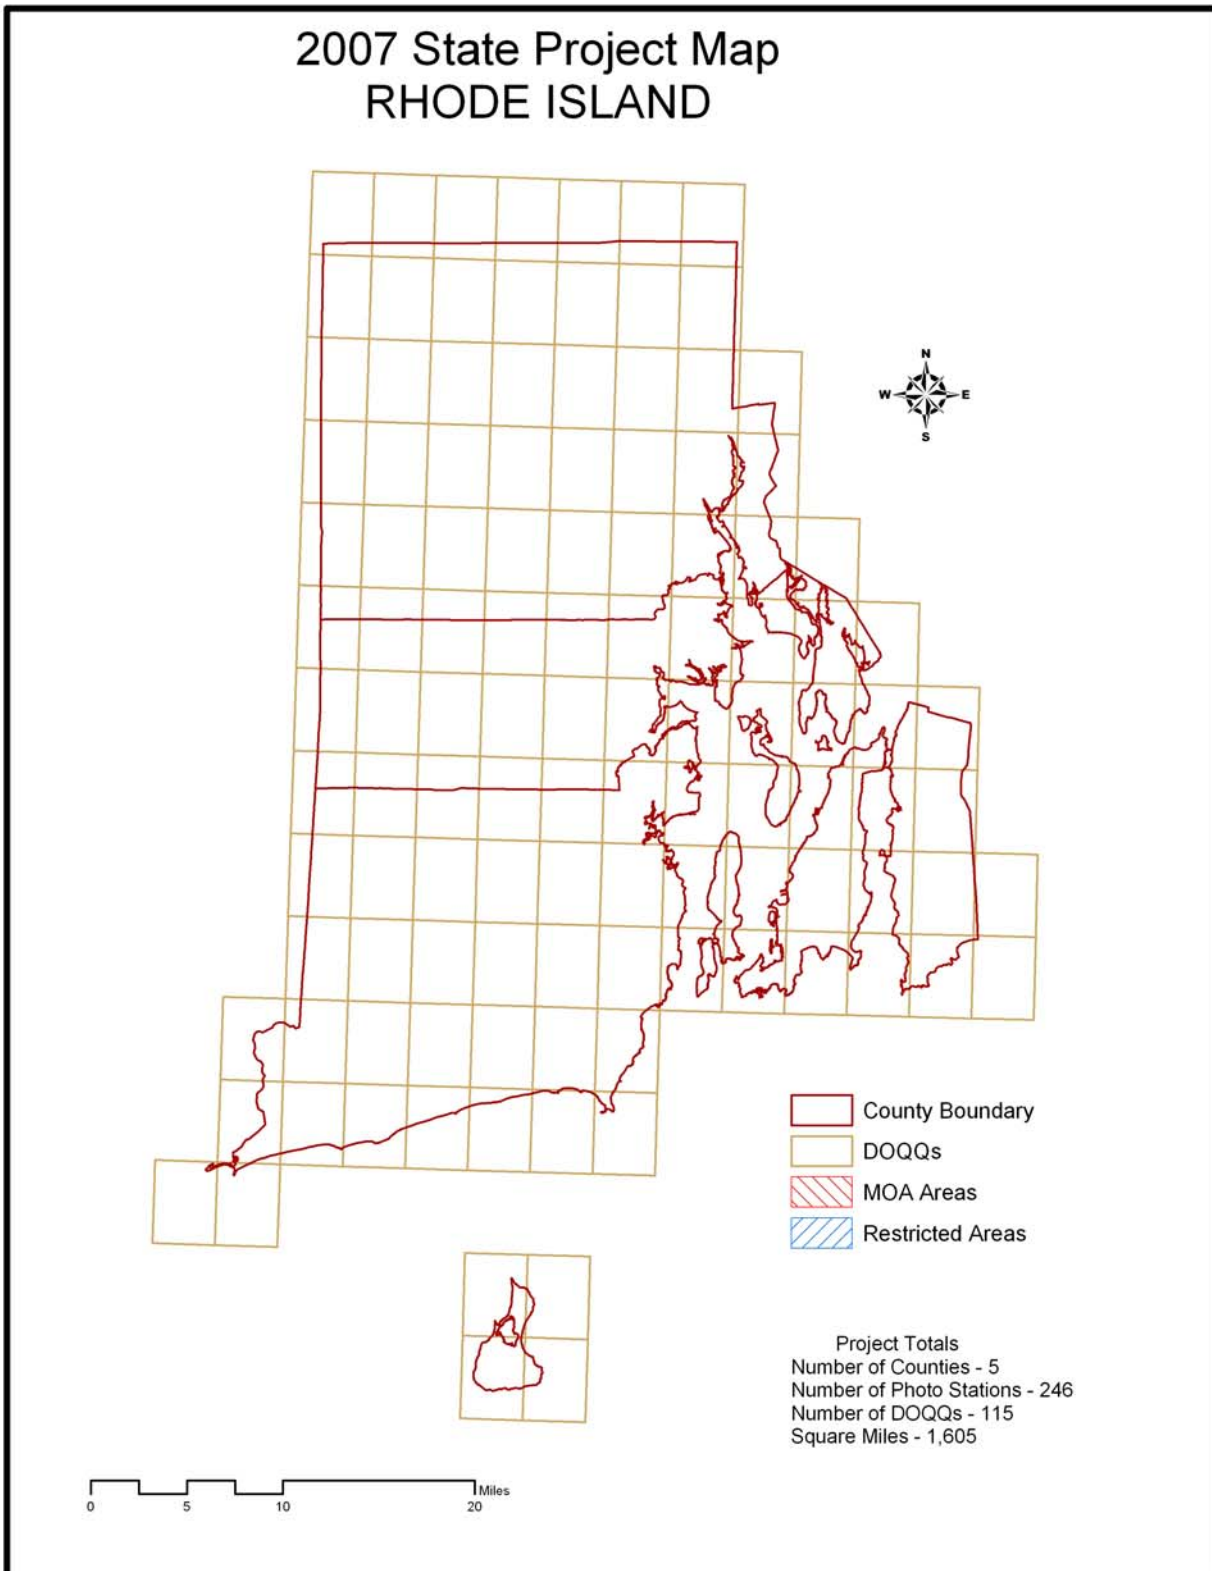 2007 State Project Map
RHODE ISLAND
N
W E
S
County Boundary
DOQQs
MOA Areas
Restricted Areas
Project Totals
Number of Counties - 5
Number of Photo Stations - 246
Number of DOQQs - 115
Square Miles - 1,605
Miles
0 5 10 20